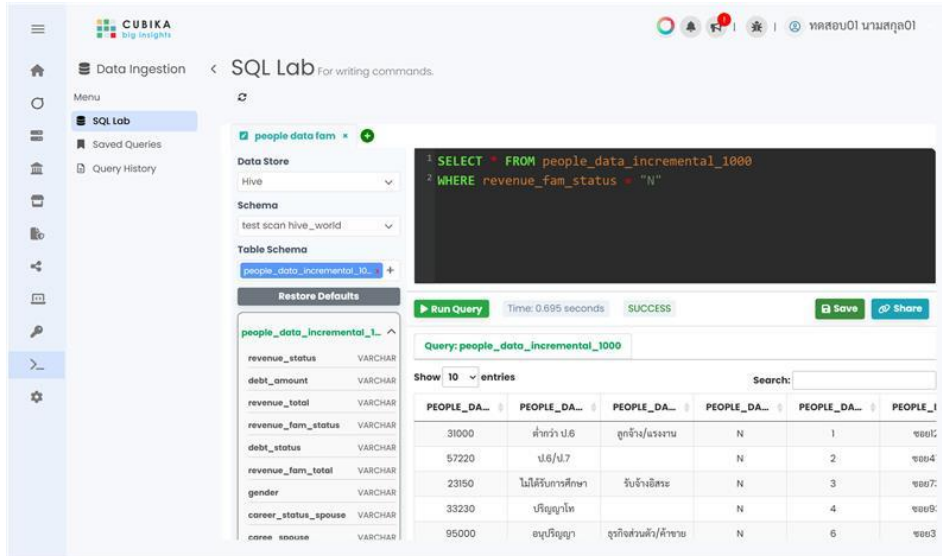 CUBIKA
big insights
!
ทดสอบ01 นามสกุล01
Data Ingestion
Menu
SQL Lab
Saved Queries
Query History
SQL Lab For writing commands.
people data fam ×
Data Store
Hive
Schema
test scan hive_world
Table Schema
people_data_incremental_10... × +
Restore Defaults
people_data_incremental_1...
revenue_status VARCHAR
debt_amount VARCHAR
revenue_total VARCHAR
revenue_fam_status VARCHAR
debt_status VARCHAR
revenue_fam_total VARCHAR
gender VARCHAR
career_status_spouse VARCHAR
caree_spouse VARCHAR
1 SELECT * FROM people_data_incremental_1000
2 WHERE revenue_fam_status = "N"
Run Query Time: 0.695 seconds SUCCESS Save Share
Query: people_data_incremental_1000
Show 10 entries Search:
PEOPLE_DA... PEOPLE_DA... PEOPLE_DA... PEOPLE_DA... PEOPLE_DA...
31000 ต่ำกว่า ป.6 ลูกจ้าง/แรงงาน N 1
57220 ป.6/ป.7 N 2
23150 ไม่ได้รับการศึกษา รับจ้างอิสระ N 3
33230 ปริญญาโท N 4
95000 อนุปริญญา ธุรกิจส่วนตัว/ค้าขาย N 6 ซอย3